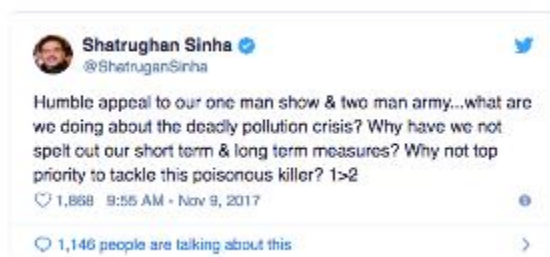 Shatrughan Sinha
@ShatruganSinha
Humble appeal to our one man show & two man army...what are
we doing about the deadly pollution crisis? Why have we not
spelt out our short term & long term measures? Why not top
priority to tackle this poisonous killer? 1>2
1,868 9:55 AM - Nov 9, 2017
1,146 people are talking about this